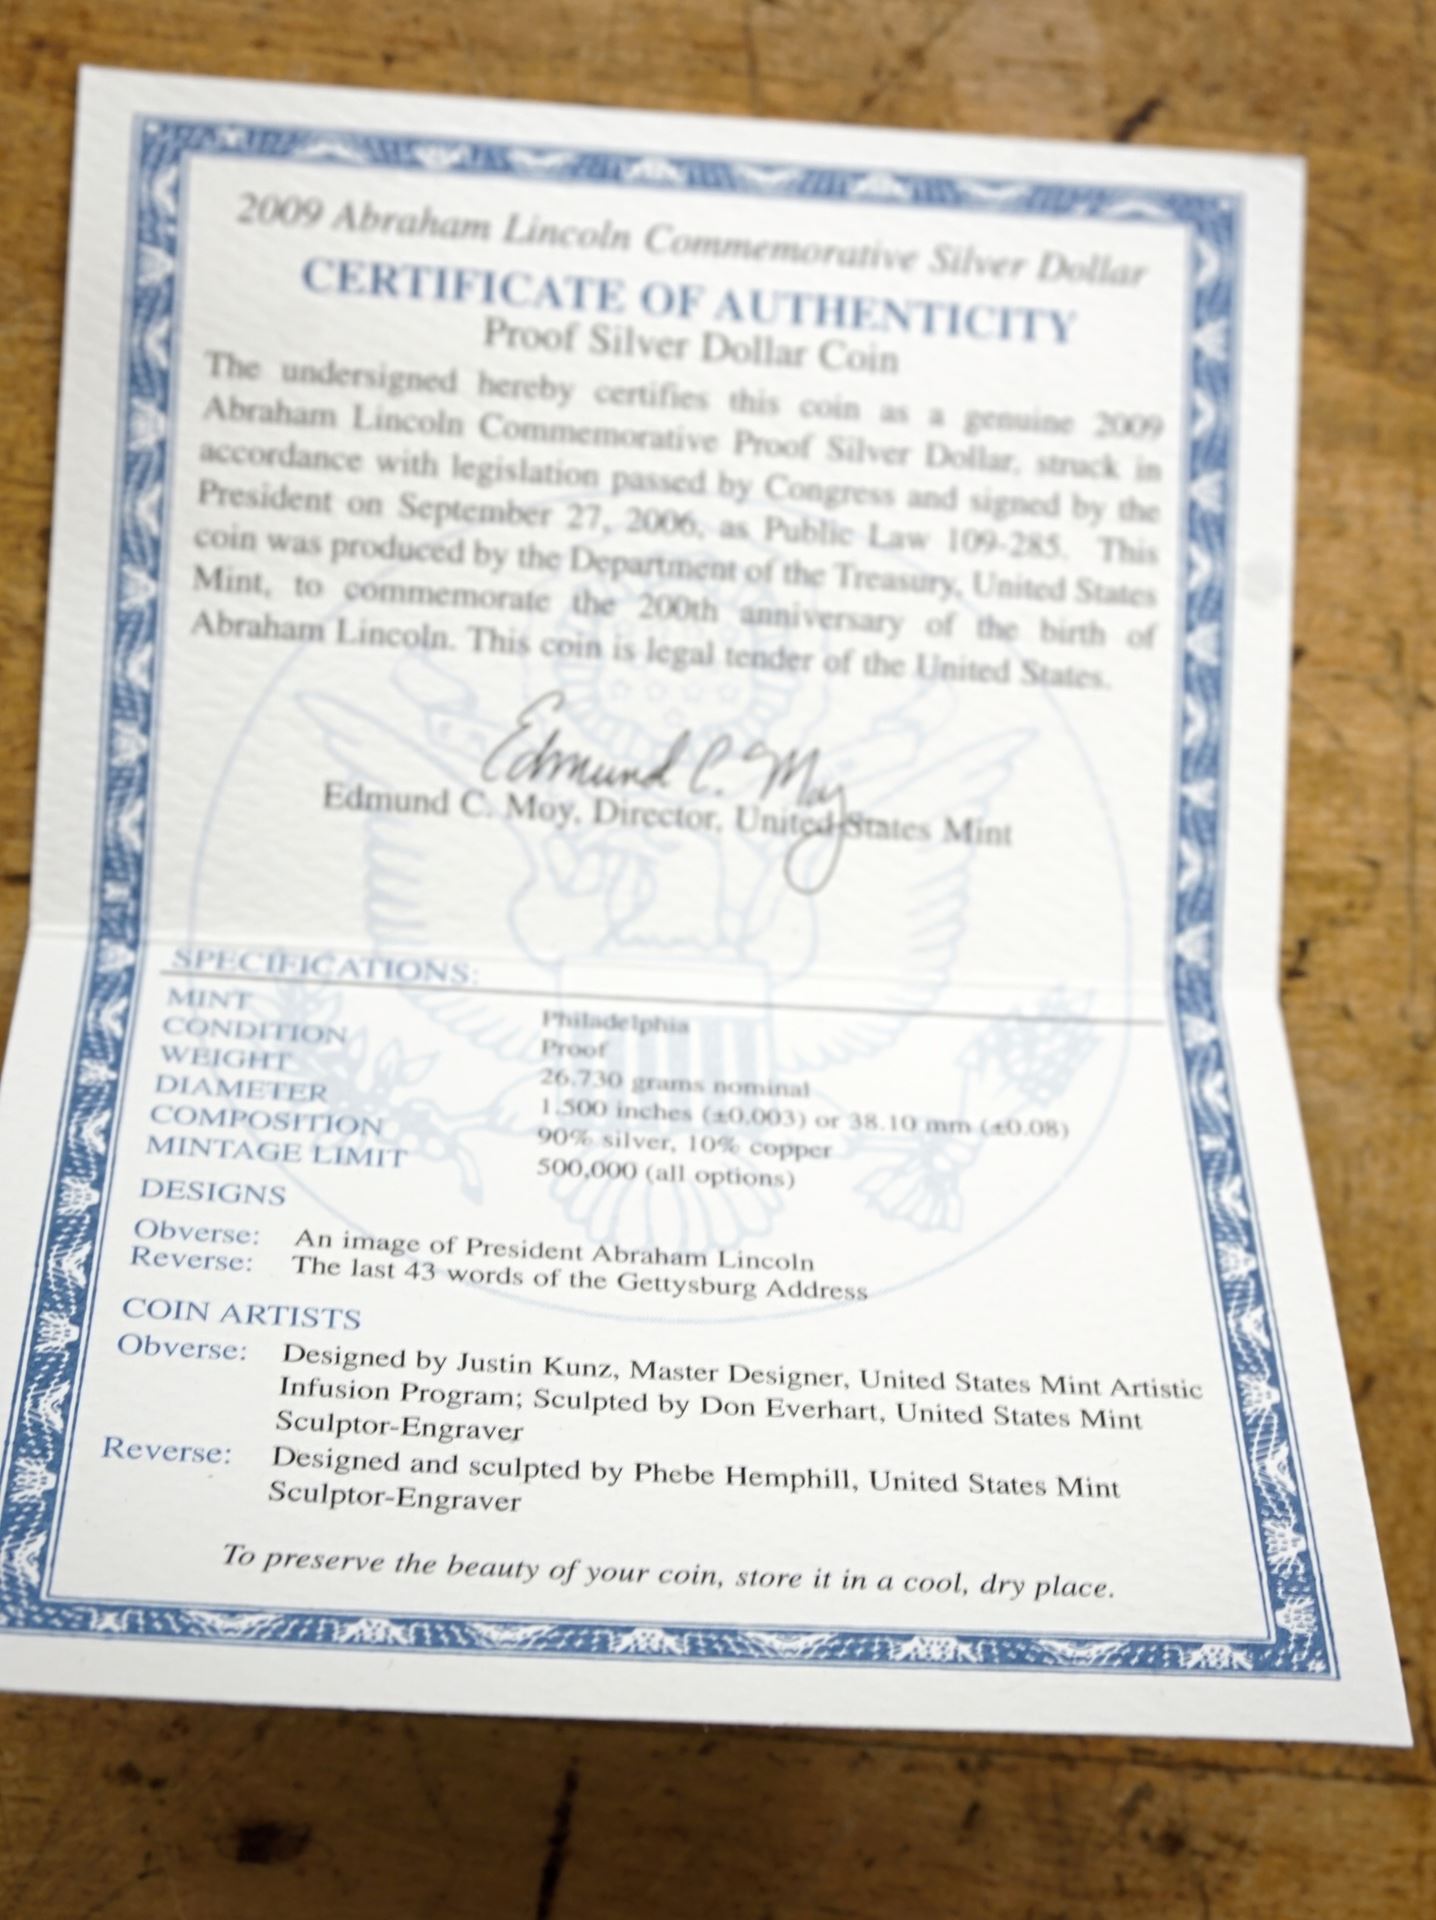 2009 Abraham Lincoln Commemorative Silver Dollar
CERTIFICATE OF AUTHENTICITY
Proof Silver Dollar Coin
The undersigned hereby certifies this coin as a genuine 2009
Abraham Lincoln Commemorative Proof Silver Dollar, struck in
accordance with legislation passed by Congress and signed by the
President on September 27, 2006, as Public Law 109-285. This
coin was produced by the Department of the Treasury, United States
Mint, to commemorate the 200th anniversary of the birth of
Abraham Lincoln. This coin is legal tender of the United States.
Edmund C. Moy
Edmund C. Moy, Director, United States Mint
SPECIFICATIONS:
MINT Philadelphia
CONDITION Proof
WEIGHT 26.730 grams nominal
DIAMETER 1.500 inches (±0.003) or 38.10 mm (±0.08)
COMPOSITION 90% silver, 10% copper
MINTAGE LIMIT 500,000 (all options)
DESIGNS
Obverse: An image of President Abraham Lincoln
Reverse: The last 43 words of the Gettysburg Address
COIN ARTISTS
Obverse: Designed by Justin Kunz, Master Designer, United States Mint Artistic
Infusion Program; Sculpted by Don Everhart, United States Mint
Sculptor-Engraver
Reverse: Designed and sculpted by Phebe Hemphill, United States Mint
Sculptor-Engraver
To preserve the beauty of your coin, store it in a cool, dry place.